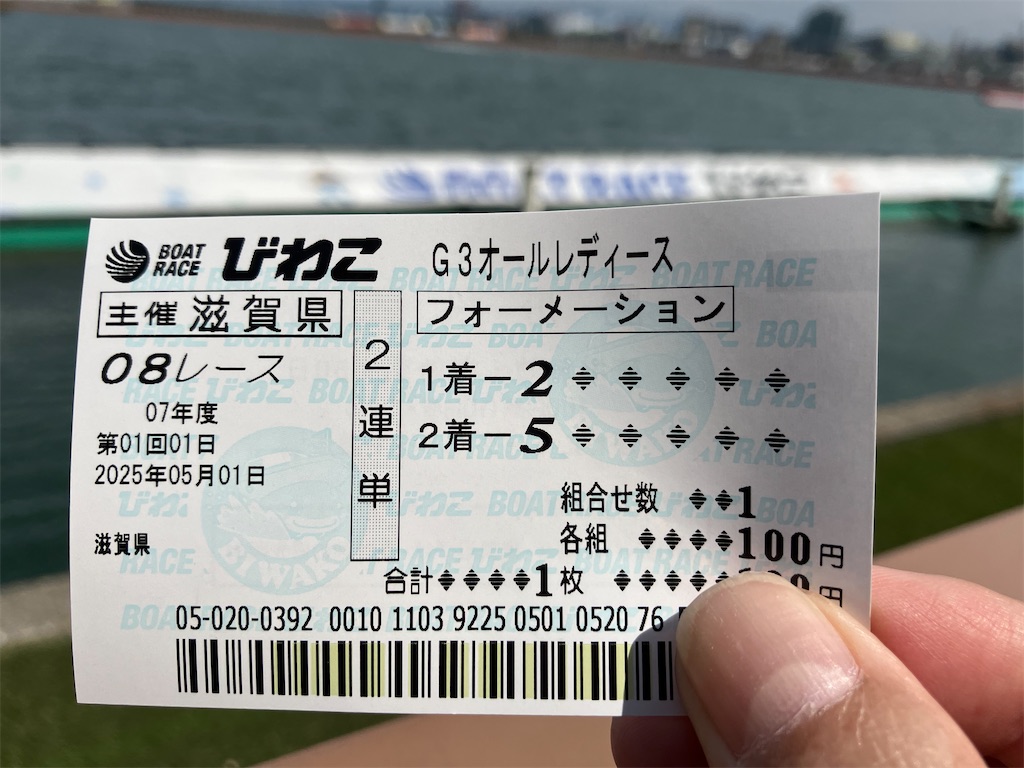 BOAT RACE びわこ G3オールレディース
主催 滋賀県
フォーメーション
08レース
2連単
1着－2
2着－5
07年度
第01回01日
2025年05月01日
組合せ数 1
滋賀県
各組 100円
合計 1枚 円
05-020-0392 0010 1103 9225 0501 0520 76
BIWAKO